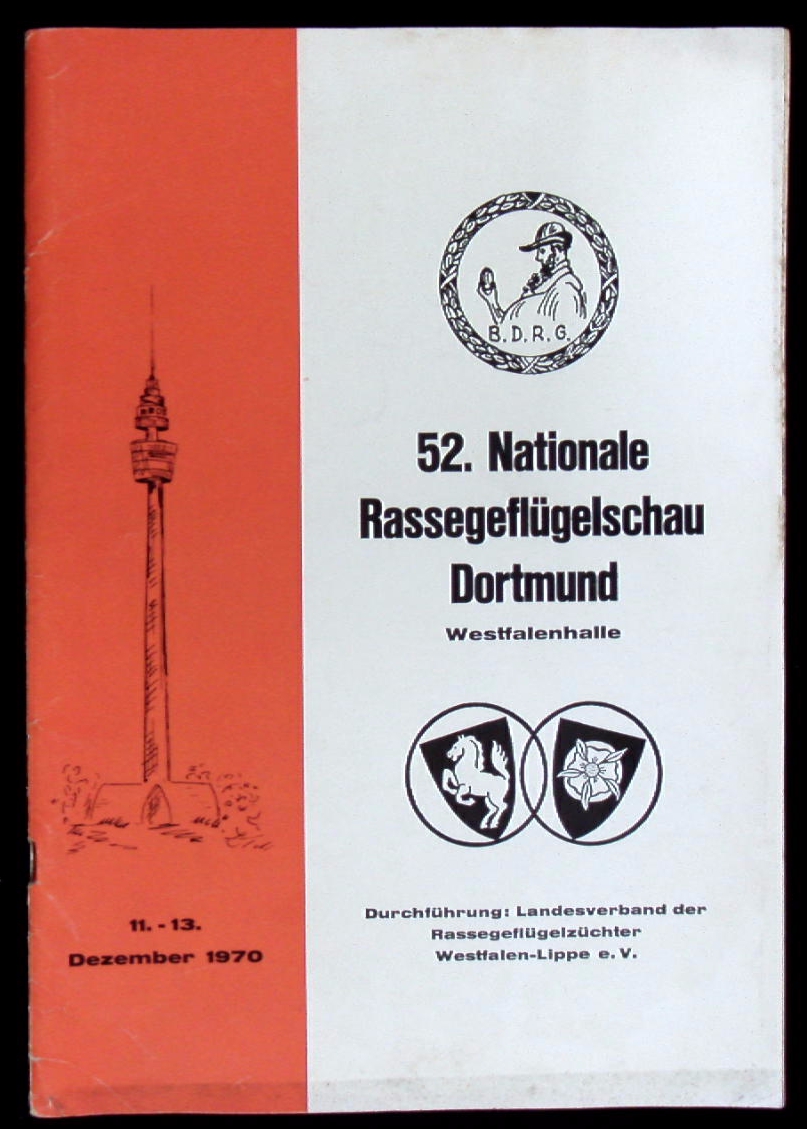 B. D. R. G.
52. Nationale
Rassegeflügelschau
Dortmund
Westfalenhalle
Durchführung: Landesverband der
Rassegeflügelzüchter
Westfalen-Lippe e. V.
11. - 13.
Dezember 1970